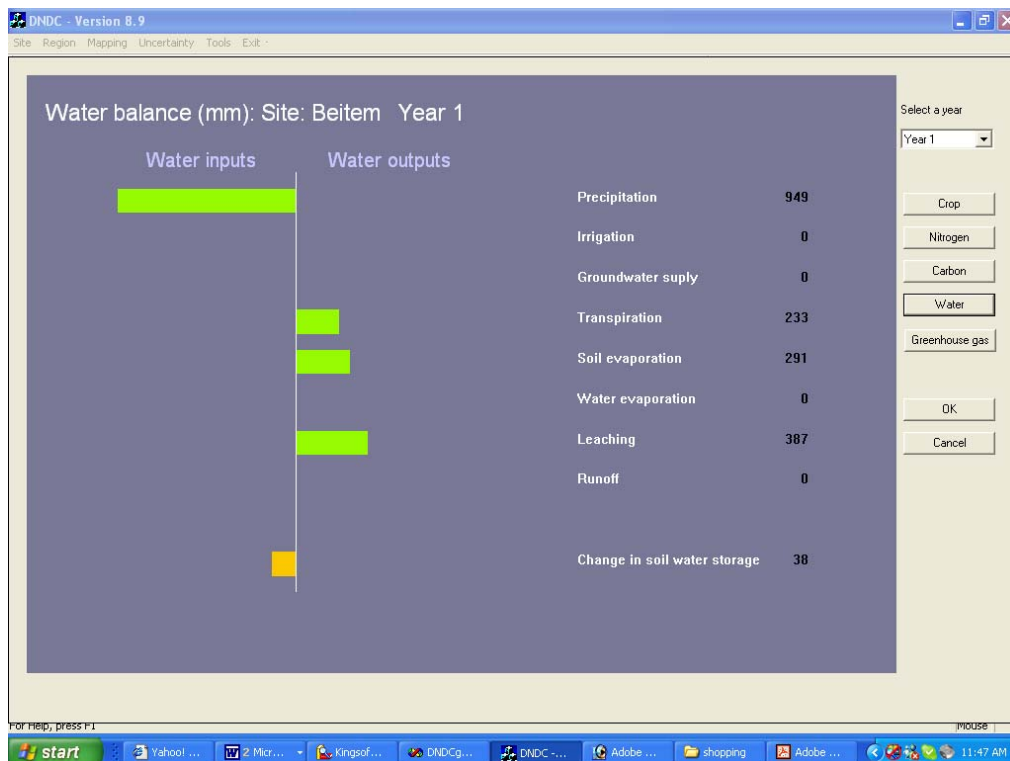 DNDC - Version 8.9
Site Region Mapping Uncertainty Tools Exit
Water balance (mm): Site: Beitem Year 1
Water inputs Water outputs
Precipitation 949
Irrigation 0
Groundwater suply 0
Transpiration 233
Soil evaporation 291
Water evaporation 0
Leaching 387
Runoff 0
Change in soil water storage 38
Select a year
Year 1
Crop
Nitrogen
Carbon
Water
Greenhouse gas
OK
Cancel
For Help, press F1 Mouse
start Yahoo! ... 2 Micr... Kingsof... DNDCg... DNDC -... Adobe ... shopping Adobe ... 11:47 AM